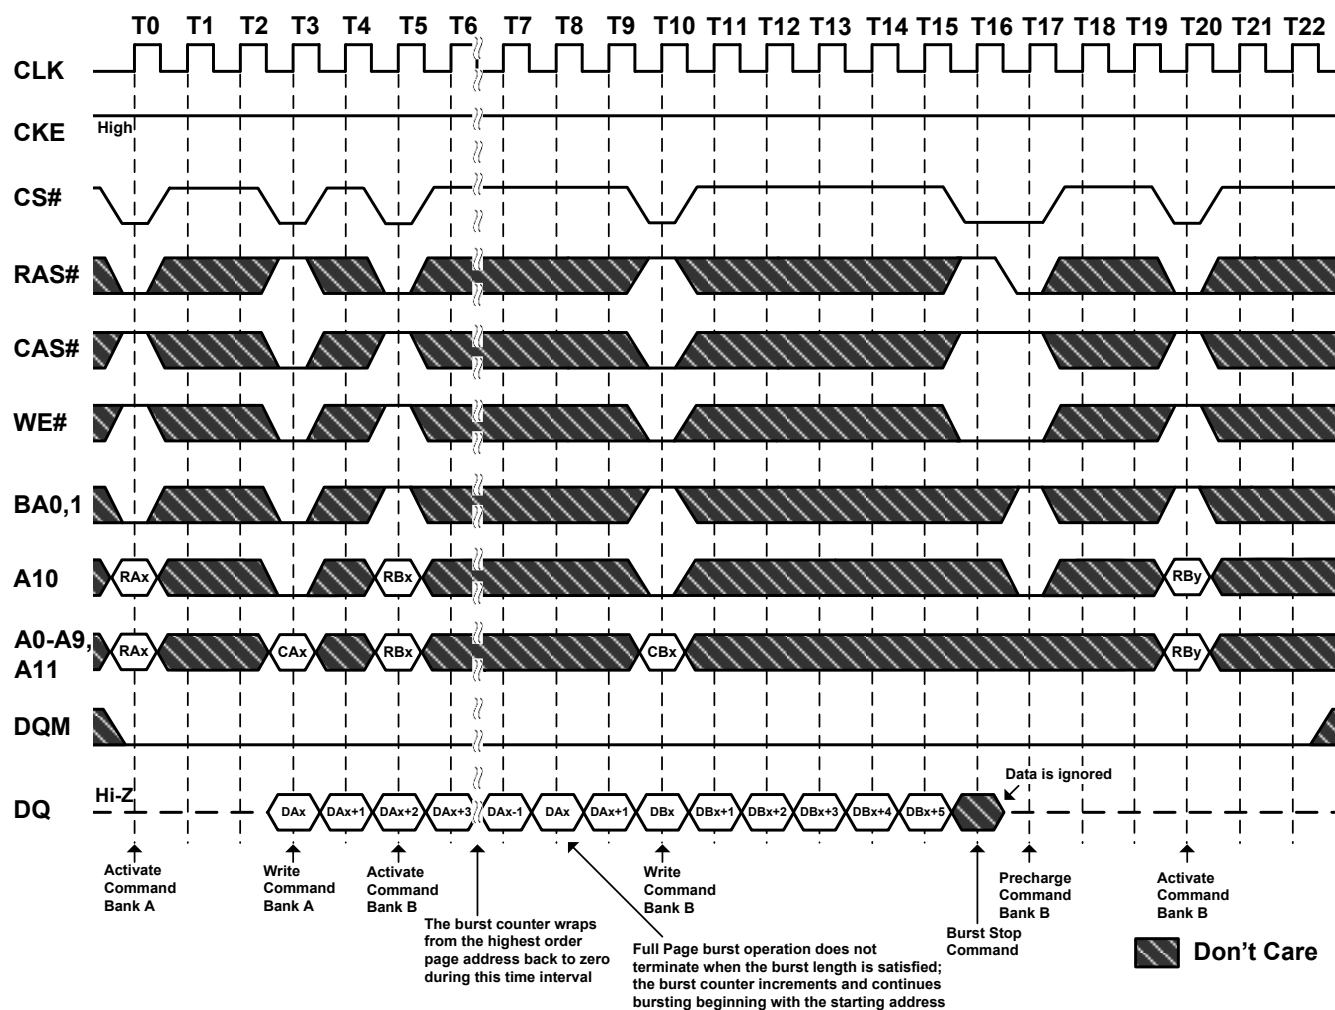 T0 T1 T2 T3 T4 T5 T6 T7 T8 T9 T10 T11 T12 T13 T14 T15 T16 T17 T18 T19 T20 T21 T22
CLK
CKE High
CS#
RAS#
CAS#
WE#
BA0,1
A10 RAx RBx RBy
A0-A9,
A11
RAx CAx RBx CBx RBy
DQM
Data is ignored
Hi-Z
DQ DAx DAx+1 DAx+2 DAx+3 DAx-1 DAx DAx+1 DBx DBx+1 DBx+2 DBx+3 DBx+4 DBx+5
Activate
Command
Bank A
Write
Command
Bank A
Activate
Command
Bank B
The burst counter wraps
from the highest order
page address back to zero
during this time interval
Write
Command
Bank B
Full Page burst operation does not
terminate when the burst length is satisfied;
the burst counter increments and continues
bursting beginning with the starting address
Burst Stop
Command
Precharge
Command
Bank B
Activate
Command
Bank B
Don't Care